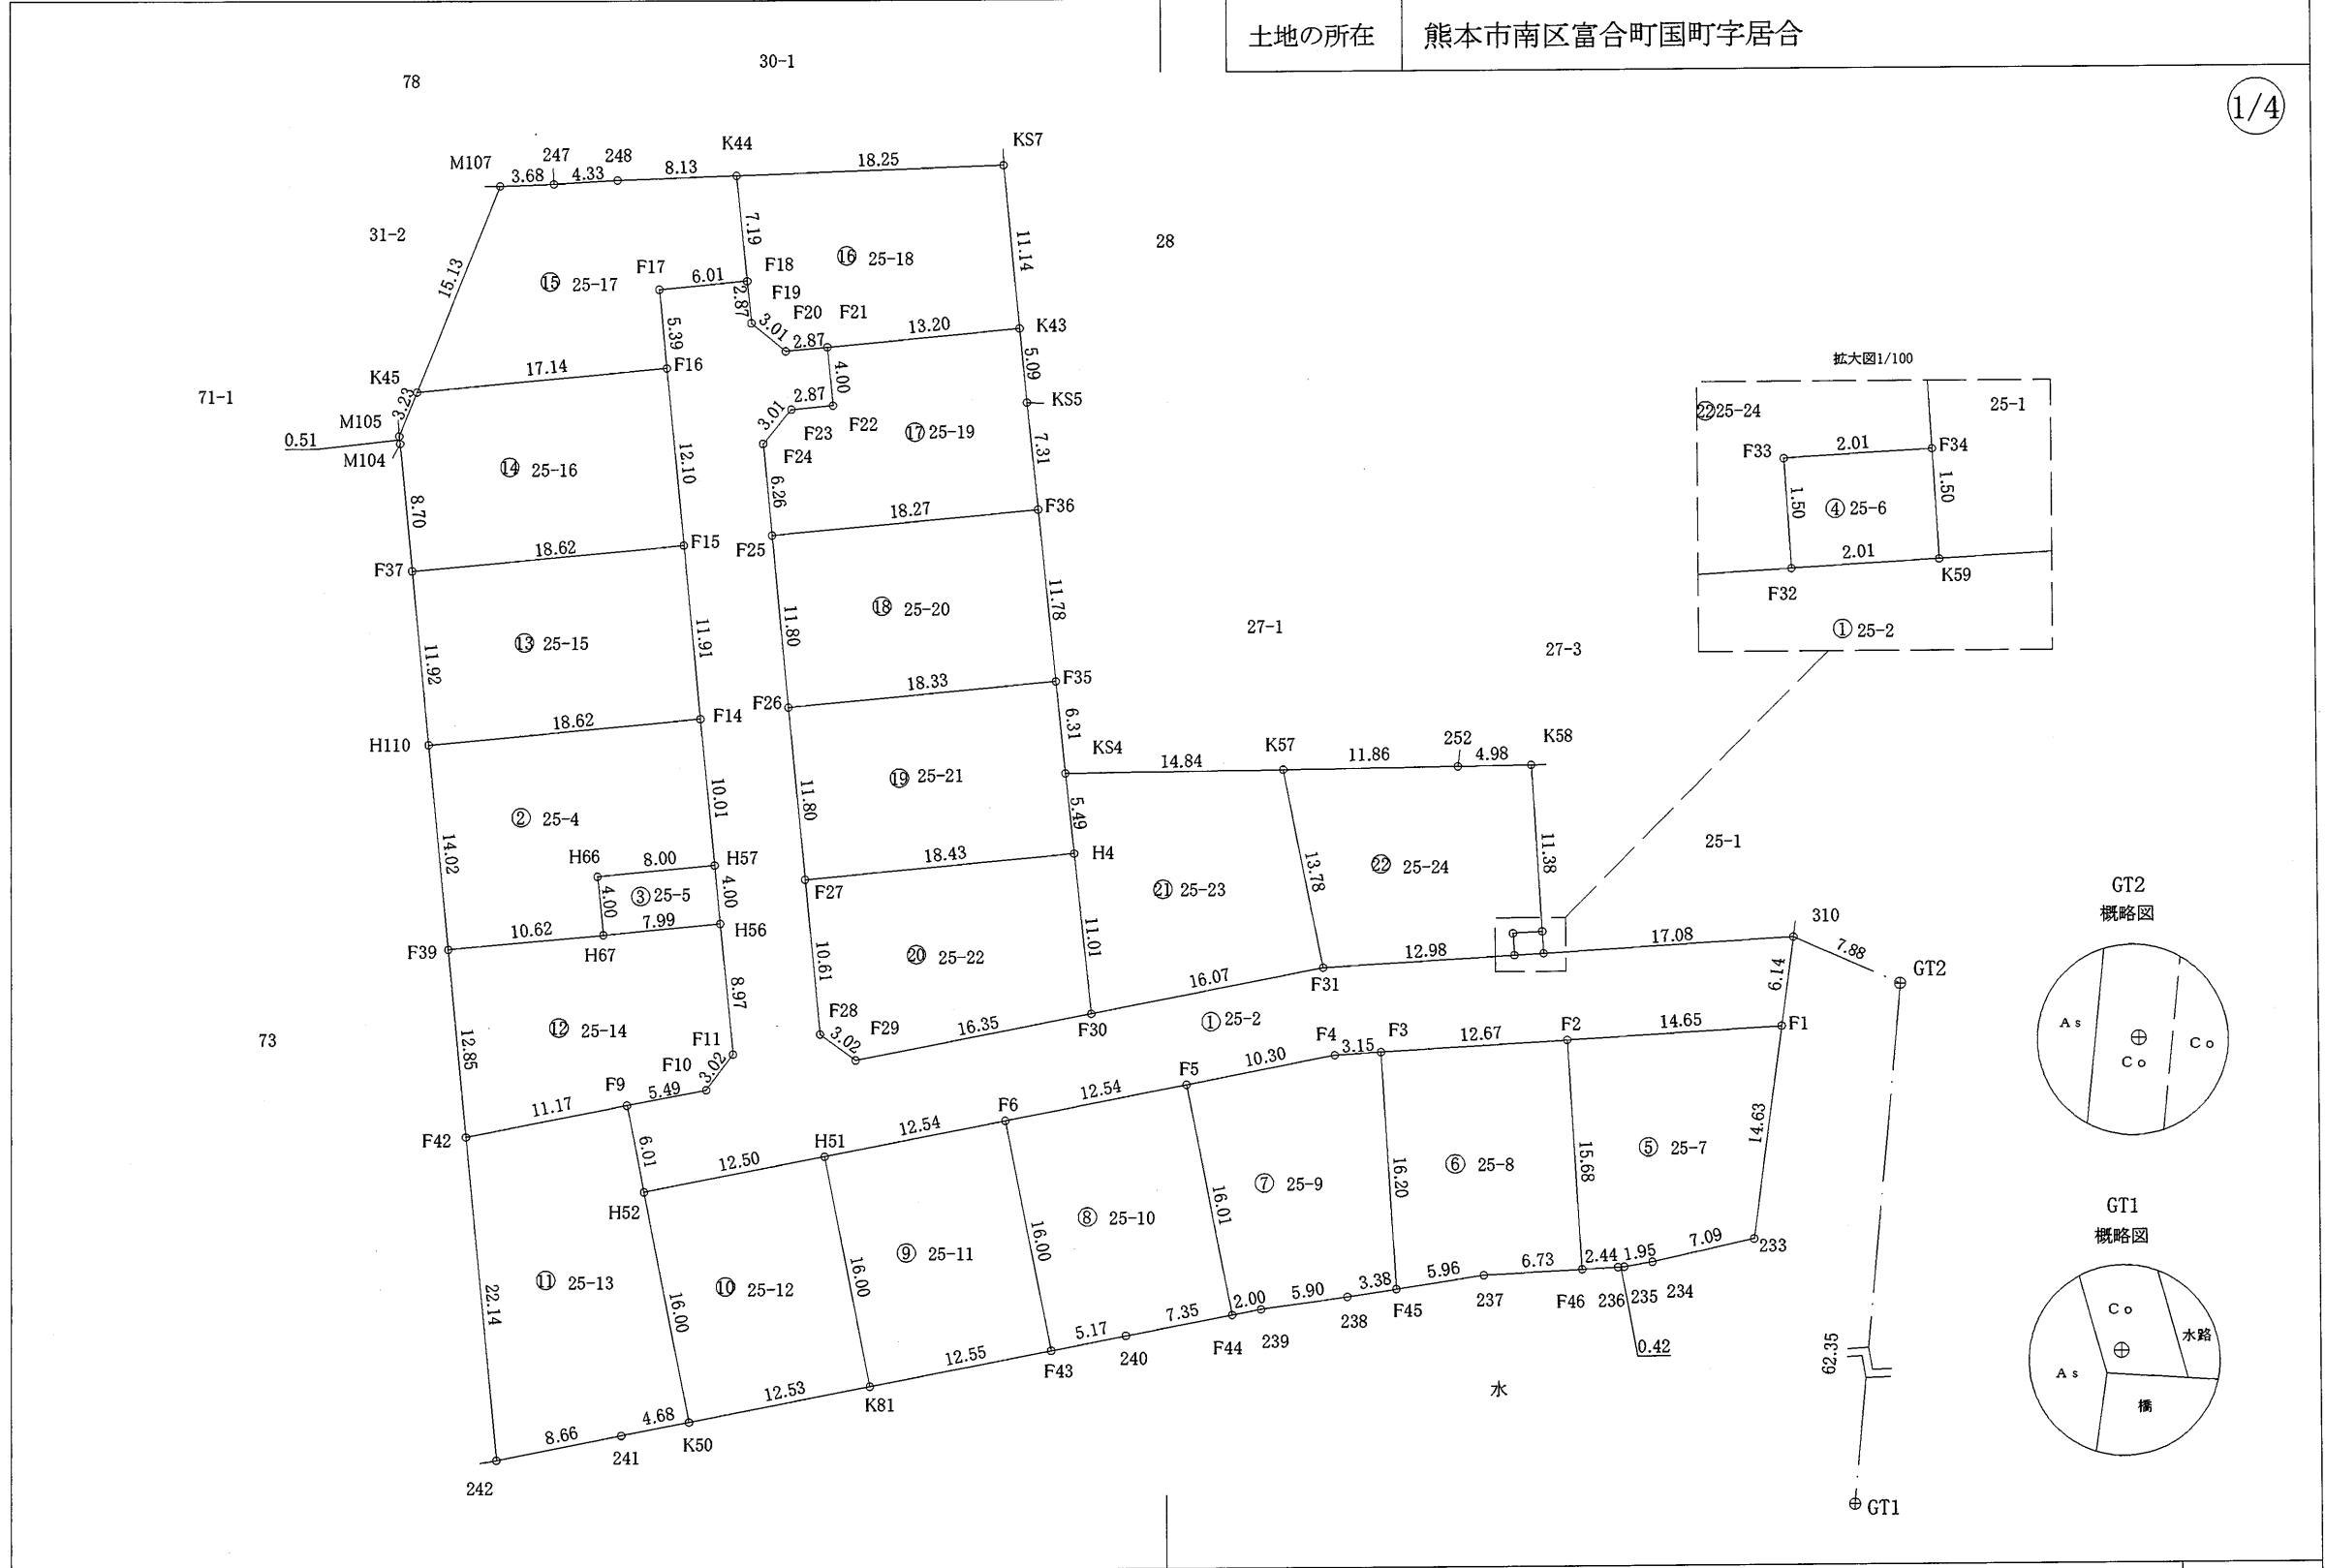 土地の所在 熊本市南区富合町国町字居合
1/4
78
30-1
M107 247 248 K44 KS7
3.68 4.33 8.13 18.25
31-2
15.13
7.19
11.14
28
⑮ 25-17
F17 6.01 F18
⑯ 25-18
2.87 F19
F20 F21
3.01 2.87 13.20 K43
5.39
F16
17.14
K45
4.00
5.09
71-1
3.23
M105
0.51
M104
2.87
3.01
F23 F22
F24
KS5
⑰ 25-19
7.31
⑭ 25-16
12.10
8.70
6.26
18.27 F36
F25
F37 18.62 F15
⑬ 25-15
11.92
11.91
⑱ 25-20
11.80
11.78
27-1
27-3
拡大図1/100
㉒25-24
25-1
F33 2.01 F34
1.50
1.50
④ 25-6
2.01
F32
K59
① 25-2
F26 18.33 F35
6.31
H110 18.62 F14
KS4 14.84 K57 11.86 252 4.98 K58
⑲ 25-21
11.80
5.49
② 25-4
14.02
10.01
H66 8.00 H57
③ 25-5
4.00
4.00
F39 10.62 H67 7.99 H56
F27 18.43 H4
㉑ 25-23
13.78
㉒ 25-24
11.38
25-1
⑳ 25-22
10.61
11.01
16.07
F31
12.98
17.08
310
7.88
GT2
6.14
73
⑫ 25-14
12.85
8.97
F28
3.02
F29
16.35
F30
① 25-2
F11
F10
3.02
F9 5.49
11.17
F42
F5 10.30 F4 3.15 F3 12.67 F2 14.65 F1
12.54
F6
12.54
H51
12.50
6.01
H52
⑤ 25-7
14.63
15.68
⑥ 25-8
16.20
⑦ 25-9
16.01
⑧ 25-10
16.00
⑨ 25-11
16.00
⑩ 25-12
16.00
⑪ 25-13
22.14
242 8.66 241 4.68 K50 12.53 K81 12.55 F43 5.17 240 7.35 F44 2.00 239 5.90 238 3.38 F45 5.96 237 6.73 F46 2.44 236 235 1.95 234 7.09 233
0.42
水
62.35
GT1
GT2
概略図
As
Co
Co
GT1
概略図
Co
水路
As
橋